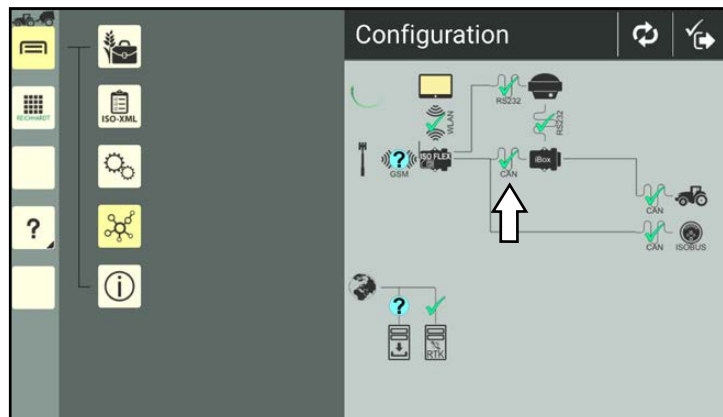 Configuration
REICHHARDT
ISO-XML
?
RS232
WLAN
RS232
?
GSM
ISO FLEX
CAN
iBox
CAN
CAN
ISOBUS
?
RTK